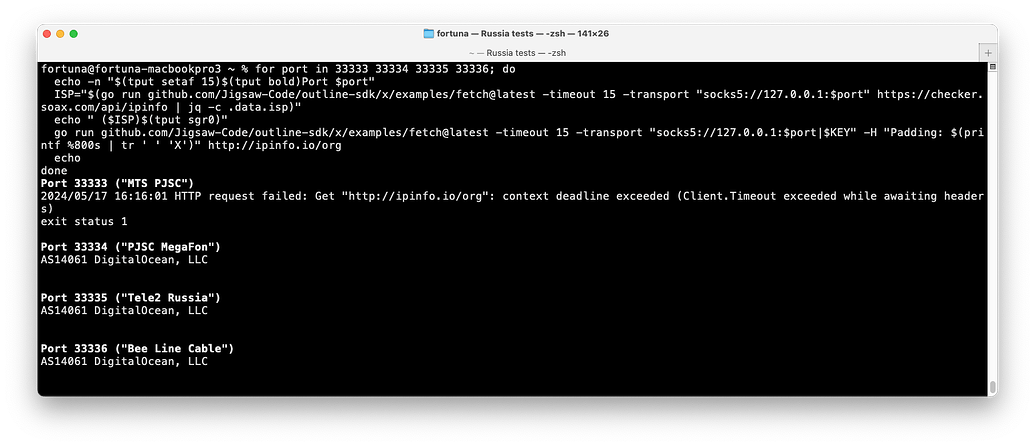 fortuna — Russia tests — -zsh — 141×26
~ — Russia tests — -zsh
+
fortuna@fortuna-macbookpro3 ~ % for port in 33333 33334 33335 33336; do
  echo -n "$(tput setaf 15)$(tput bold)Port $port"
  ISP="$(go run github.com/Jigsaw-Code/outline-sdk/x/examples/fetch@latest -timeout 15 -transport "socks5://127.0.0.1:$port" https://checker.
soax.com/api/ipinfo | jq -c .data.isp)"
  echo " ($ISP)$(tput sgr0)"
  go run github.com/Jigsaw-Code/outline-sdk/x/examples/fetch@latest -timeout 15 -transport "socks5://127.0.0.1:$port|$KEY" -H "Padding: $(pri
ntf %800s | tr ' ' 'X')" http://ipinfo.io/org
  echo
done
Port 33333 ("MTS PJSC")
2024/05/17 16:16:01 HTTP request failed: Get "http://ipinfo.io/org": context deadline exceeded (Client.Timeout exceeded while awaiting header
s)
exit status 1
Port 33334 ("PJSC MegaFon")
AS14061 DigitalOcean, LLC
Port 33335 ("Tele2 Russia")
AS14061 DigitalOcean, LLC
Port 33336 ("Bee Line Cable")
AS14061 DigitalOcean, LLC